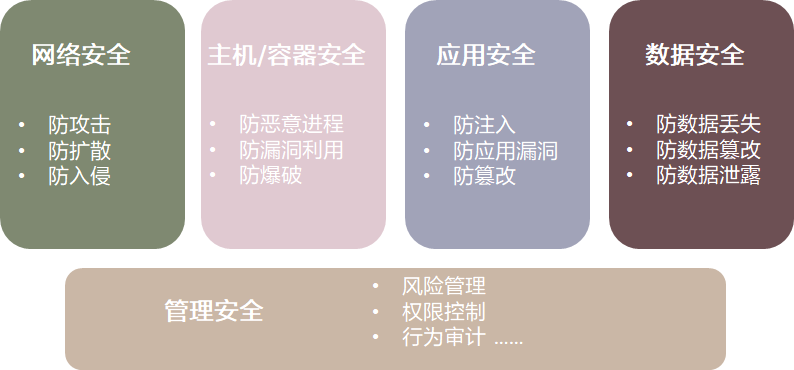 网络安全
• 防攻击
• 防扩散
• 防入侵
主机/容器安全
• 防恶意进程
• 防漏洞利用
• 防爆破
应用安全
• 防注入
• 防应用漏洞
• 防篡改
数据安全
• 防数据丢失
• 防数据篡改
• 防数据泄露
管理安全
• 风险管理
• 权限控制
• 行为审计 ......